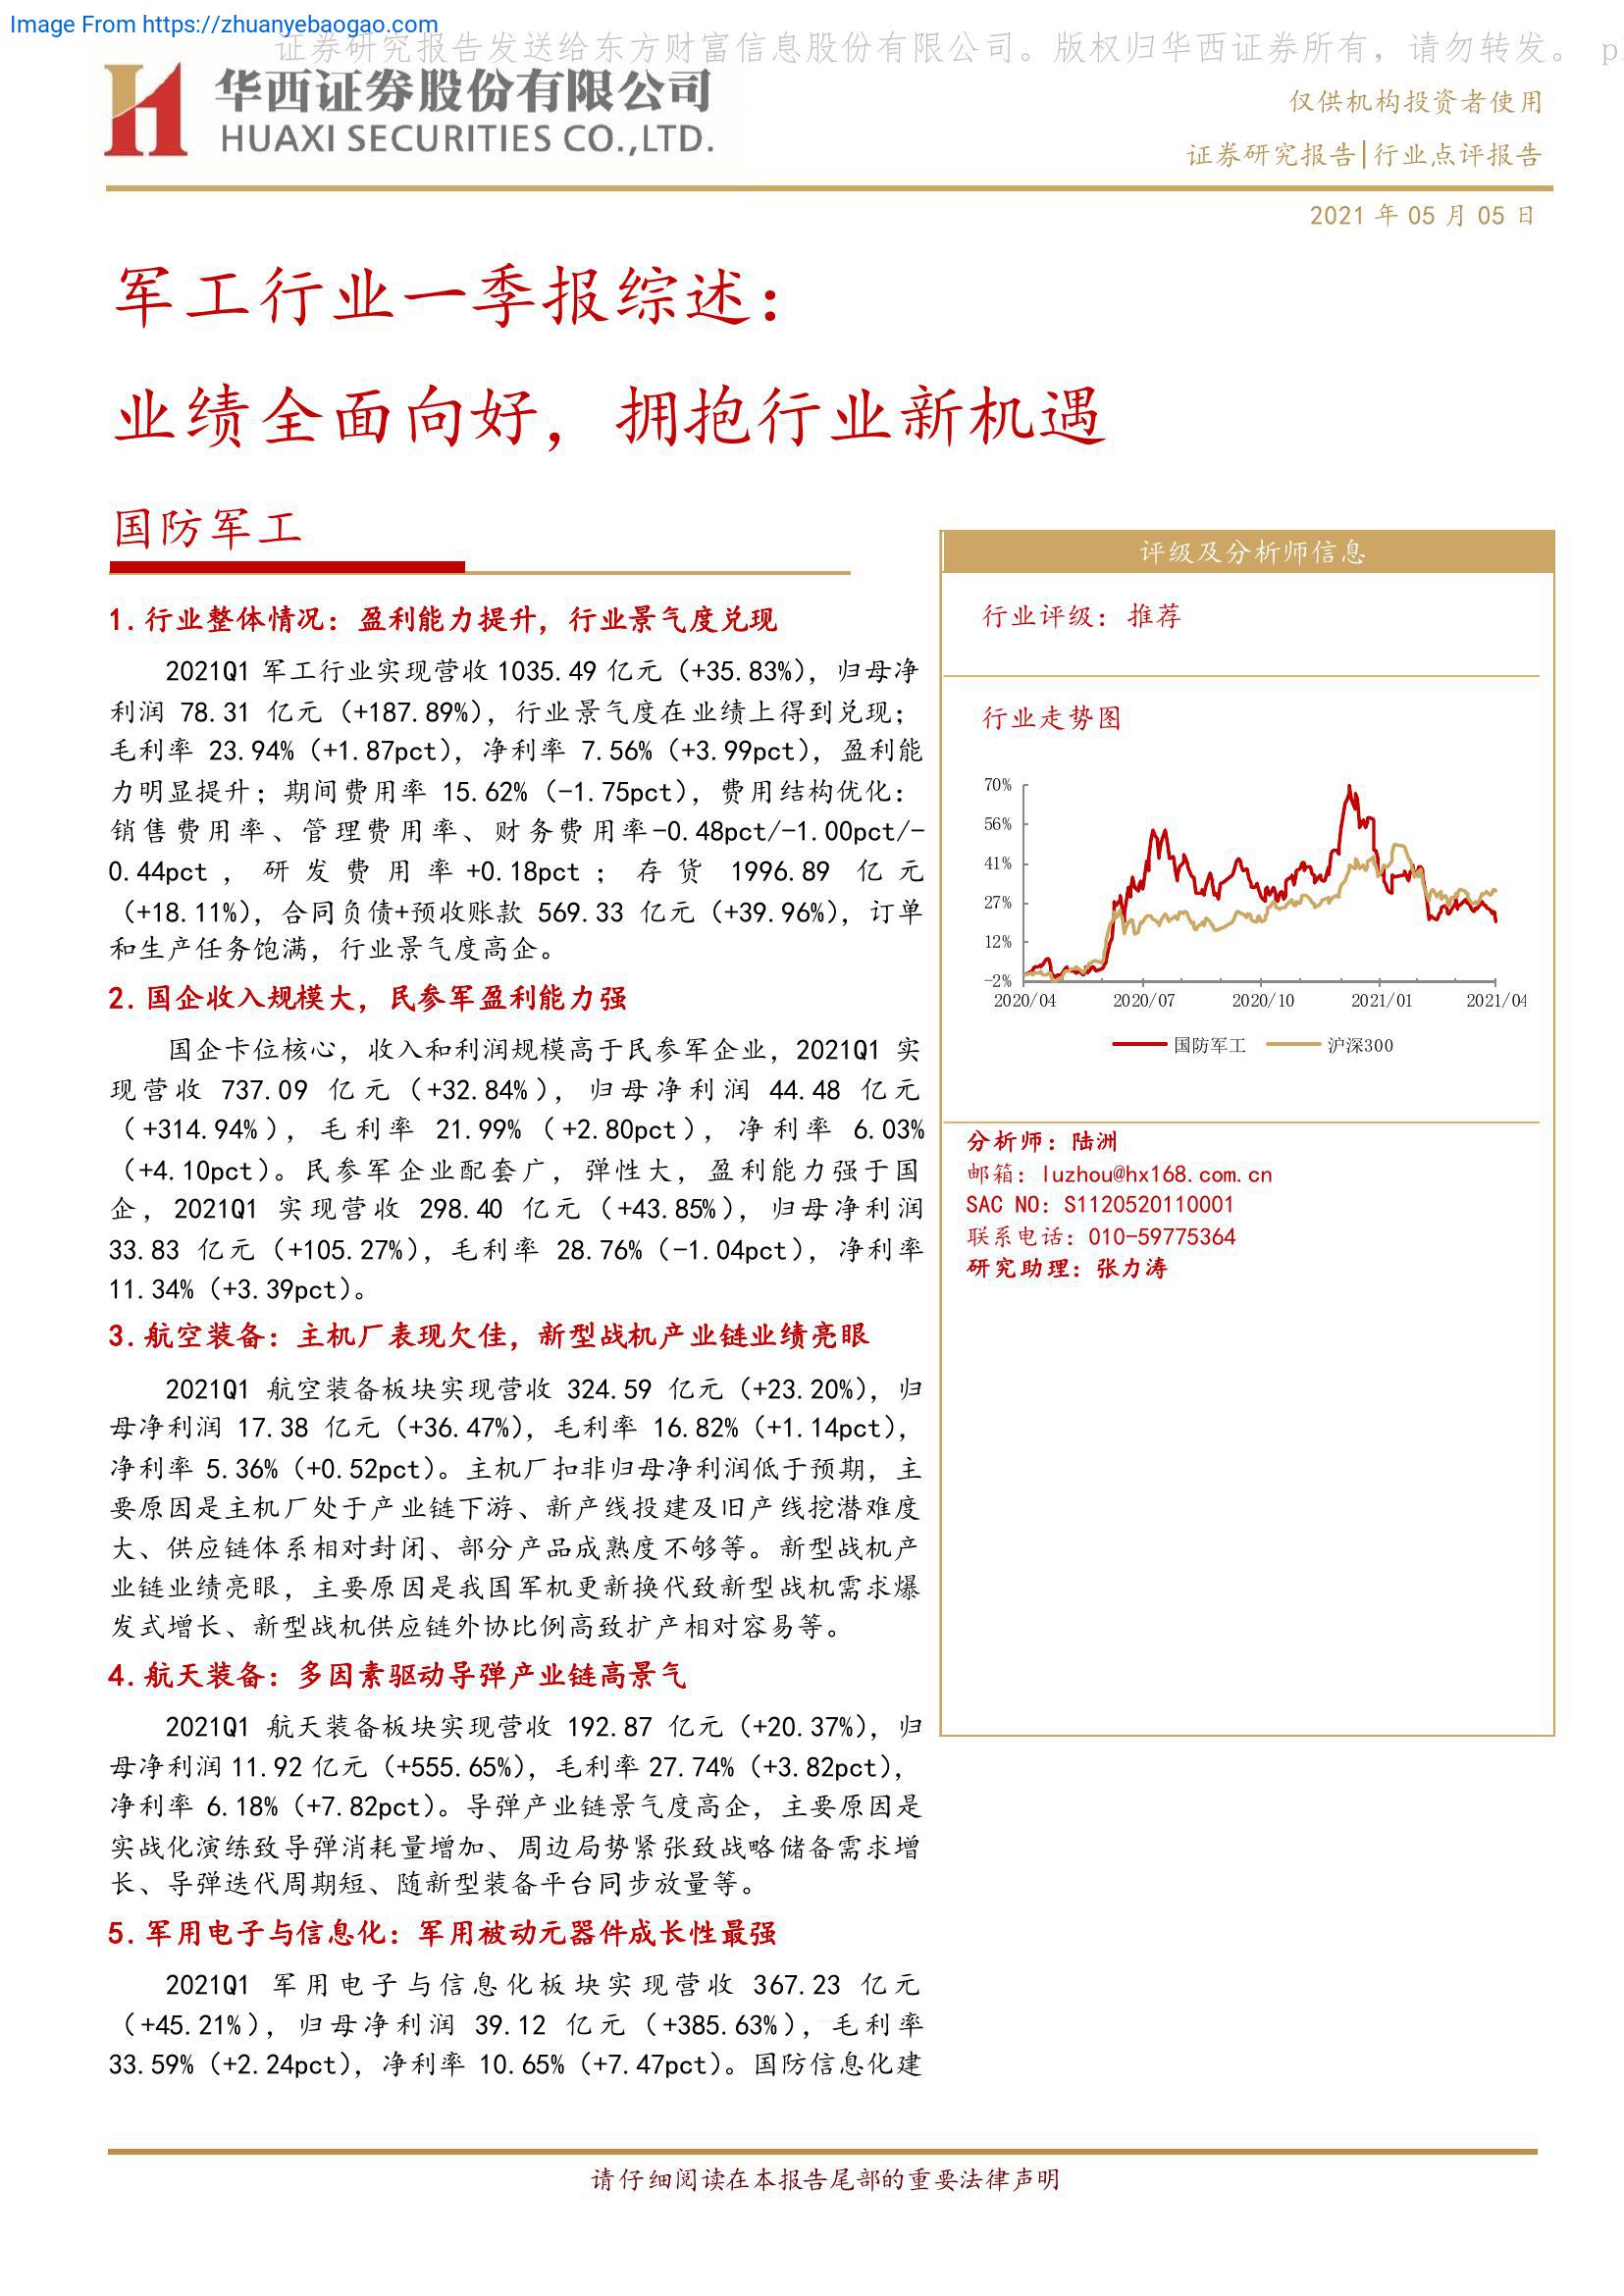 Image From https://zhuanyebaogao.com
证券研究报告发送给东方财富信息股份有限公司。版权归华西证券所有，请勿转发。 p
华西证券股份有限公司
HUAXI SECURITIES CO.,LTD.
仅供机构投资者使用
证券研究报告|行业点评报告
2021 年 05 月 05 日
军工行业一季报综述：
业绩全面向好，拥抱行业新机遇
国防军工
1.行业整体情况：盈利能力提升，行业景气度兑现
2021Q1 军工行业实现营收 1035.49 亿元（+35.83%），归母净
利润 78.31 亿元（+187.89%），行业景气度在业绩上得到兑现；
毛利率 23.94%（+1.87pct），净利率 7.56%（+3.99pct），盈利能
力明显提升；期间费用率 15.62%（-1.75pct），费用结构优化：
销售费用率、管理费用率、财务费用率-0.48pct/-1.00pct/-
0.44pct，研发费用率+0.18pct；存货 1996.89 亿元
（+18.11%），合同负债+预收账款 569.33 亿元（+39.96%），订单
和生产任务饱满，行业景气度高企。
2.国企收入规模大，民参军盈利能力强
国企卡位核心，收入和利润规模高于民参军企业，2021Q1 实
现营收 737.09 亿元（+32.84%），归母净利润 44.48 亿元
（+314.94%），毛利率 21.99%（+2.80pct），净利率 6.03%
（+4.10pct）。民参军企业配套广，弹性大，盈利能力强于国
企，2021Q1 实现营收 298.40 亿元（+43.85%），归母净利润
33.83 亿元（+105.27%），毛利率 28.76%（-1.04pct），净利率
11.34%（+3.39pct）。
3.航空装备：主机厂表现欠佳，新型战机产业链业绩亮眼
2021Q1 航空装备板块实现营收 324.59 亿元（+23.20%），归
母净利润 17.38 亿元（+36.47%），毛利率 16.82%（+1.14pct），
净利率 5.36%（+0.52pct）。主机厂扣非归母净利润低于预期，主
要原因是主机厂处于产业链下游、新产线投建及旧产线挖潜难度
大、供应链体系相对封闭、部分产品成熟度不够等。新型战机产
业链业绩亮眼，主要原因是我国军机更新换代致新型战机需求爆
发式增长、新型战机供应链外协比例高致扩产相对容易等。
4.航天装备：多因素驱动导弹产业链高景气
2021Q1 航天装备板块实现营收 192.87 亿元（+20.37%），归
母净利润 11.92 亿元（+555.65%），毛利率 27.74%（+3.82pct），
净利率 6.18%（+7.82pct）。导弹产业链景气度高企，主要原因是
实战化演练致导弹消耗量增加、周边局势紧张致战略储备需求增
长、导弹迭代周期短、随新型装备平台同步放量等。
5.军用电子与信息化：军用被动元器件成长性最强
2021Q1 军用电子与信息化板块实现营收 367.23 亿元
（+45.21%），归母净利润 39.12 亿元（+385.63%），毛利率
33.59%（+2.24pct），净利率 10.65%（+7.47pct）。国防信息化建
评级及分析师信息
行业评级：推荐
行业走势图
70%
56%
41%
27%
12%
-2%
2020/04 2020/07 2020/10 2021/01 2021/04
国防军工 沪深300
分析师：陆洲
邮箱：luzhou@hx168.com.cn
SAC NO：S1120520110001
联系电话：010-59775364
研究助理：张力涛
请仔细阅读在本报告尾部的重要法律声明